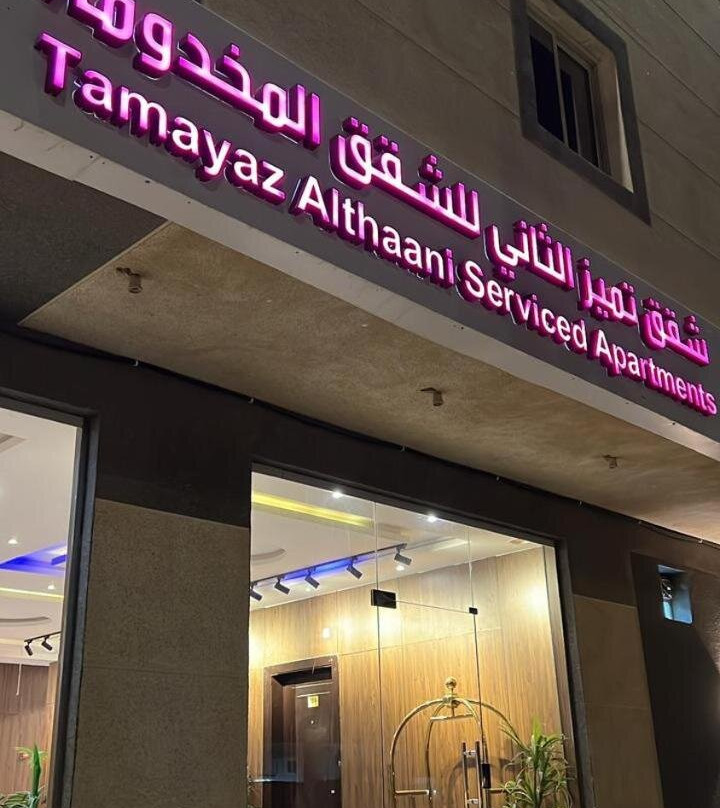 شقق تميز الثاني للشقق المخدومة
Tamayaz Althaani Serviced Apartments